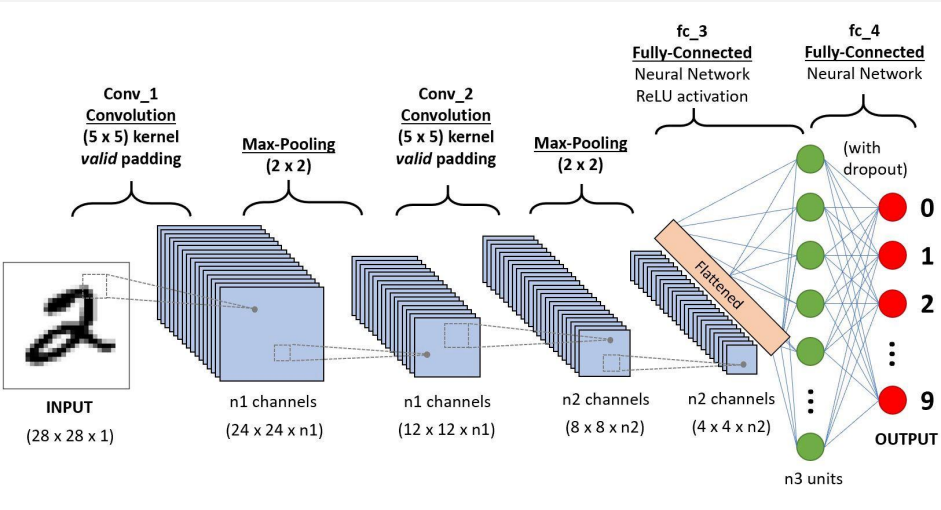 Conv_1
Convolution
(5 x 5) kernel
valid padding
Max-Pooling
(2 x 2)
Conv_2
Convolution
(5 x 5) kernel
valid padding
Max-Pooling
(2 x 2)
fc_3
Fully-Connected
Neural Network
ReLU activation
fc_4
Fully-Connected
Neural Network
(with
dropout)
Flattened
0
1
2
9
OUTPUT
2
INPUT
(28 x 28 x 1)
n1 channels
(24 x 24 x n1)
n1 channels
(12 x 12 x n1)
n2 channels
(8 x 8 x n2)
n2 channels
(4 x 4 x n2)
n3 units